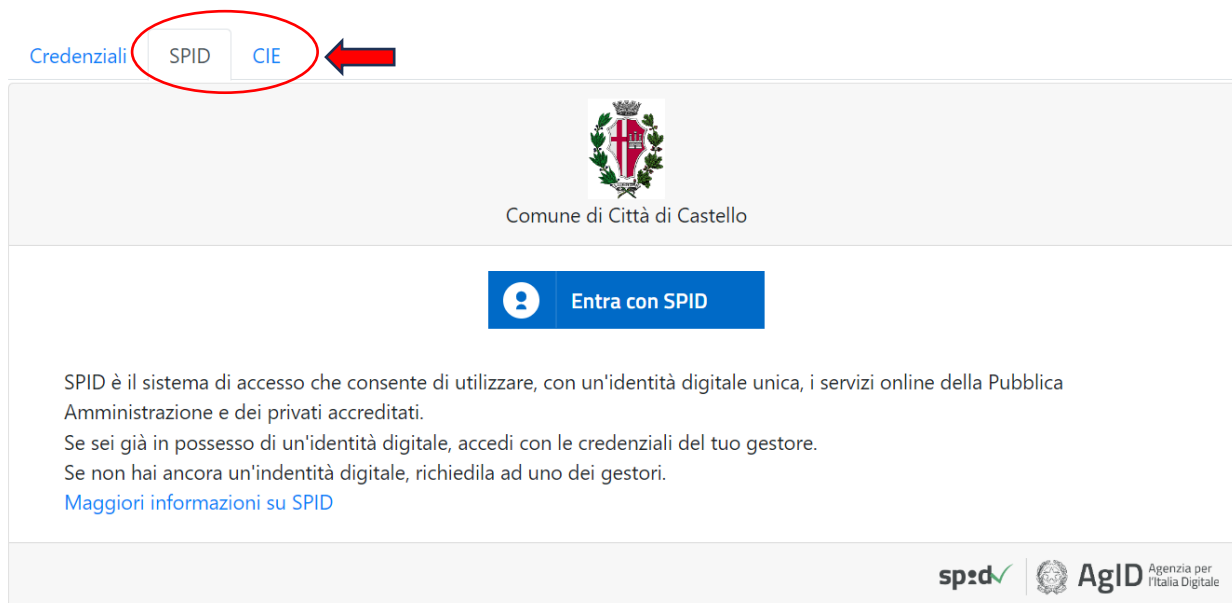 Credenziali SPID CIE
Comune di Città di Castello
Entra con SPID
SPID è il sistema di accesso che consente di utilizzare, con un'identità digitale unica, i servizi online della Pubblica
Amministrazione e dei privati accreditati.
Se sei già in possesso di un'identità digitale, accedi con le credenziali del tuo gestore.
Se non hai ancora un'indentità digitale, richiedila ad uno dei gestori.
Maggiori informazioni su SPID
spid AgID Agenzia per
l'Italia Digitale